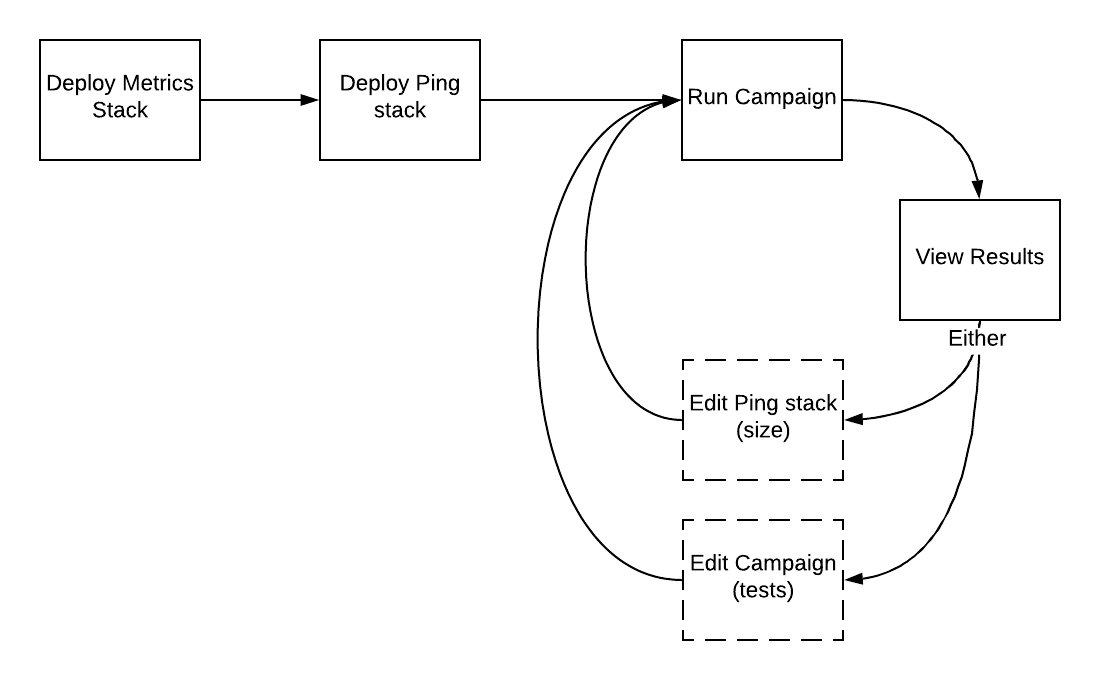 Deploy Metrics
Stack
Deploy Ping
stack
Run Campaign
View Results
Either
Edit Ping stack
(size)
Edit Campaign
(tests)